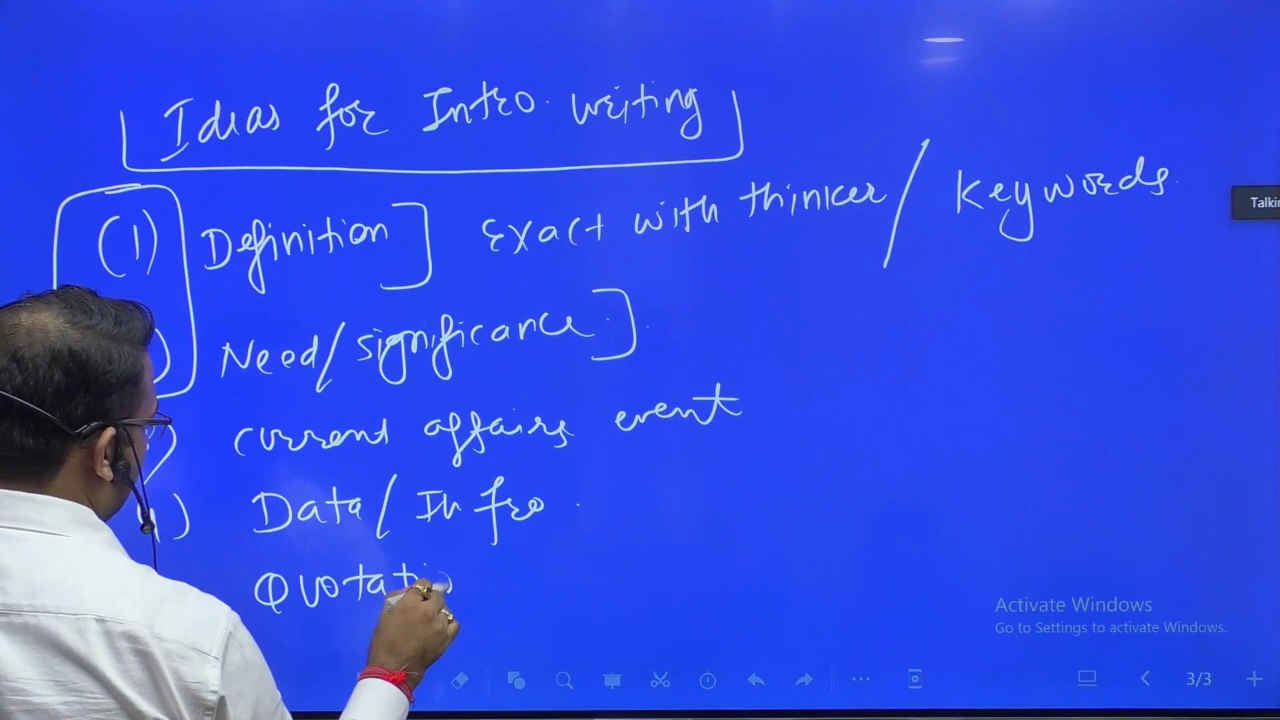 Ideas for Intro. writing
(1) Definition] Exact with thinker / Keywords
) Need/significance.]
) current affairs event
) Data/
Quotati
Talkin
Activate Windows
Go to Settings to activate Windows.
3/3